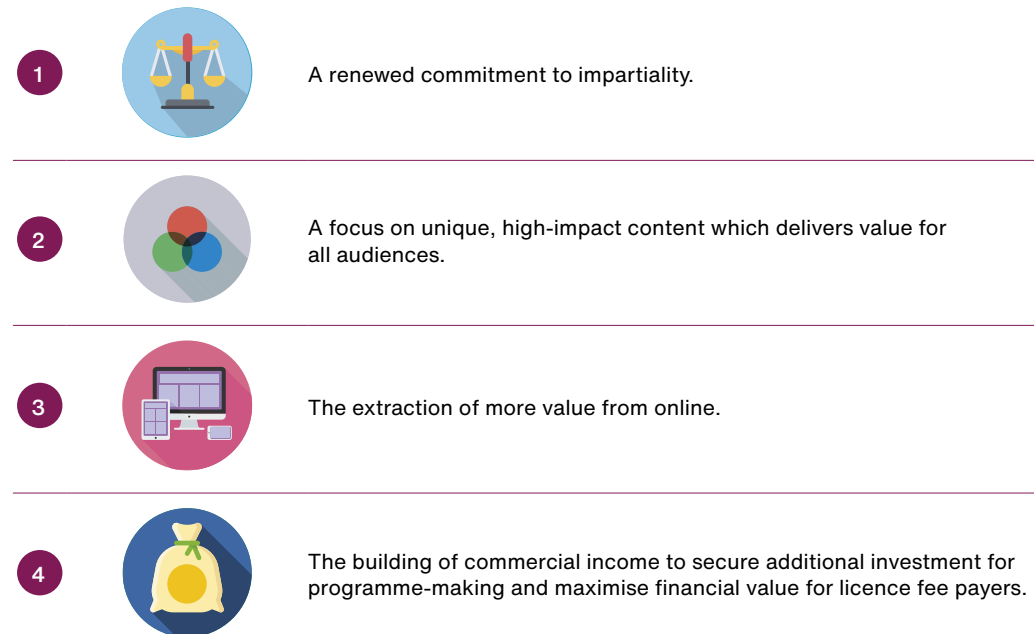 1
A renewed commitment to impartiality.
2
A focus on unique, high-impact content which delivers value for
all audiences.
3
The extraction of more value from online.
4
The building of commercial income to secure additional investment for
programme-making and maximise financial value for licence fee payers.